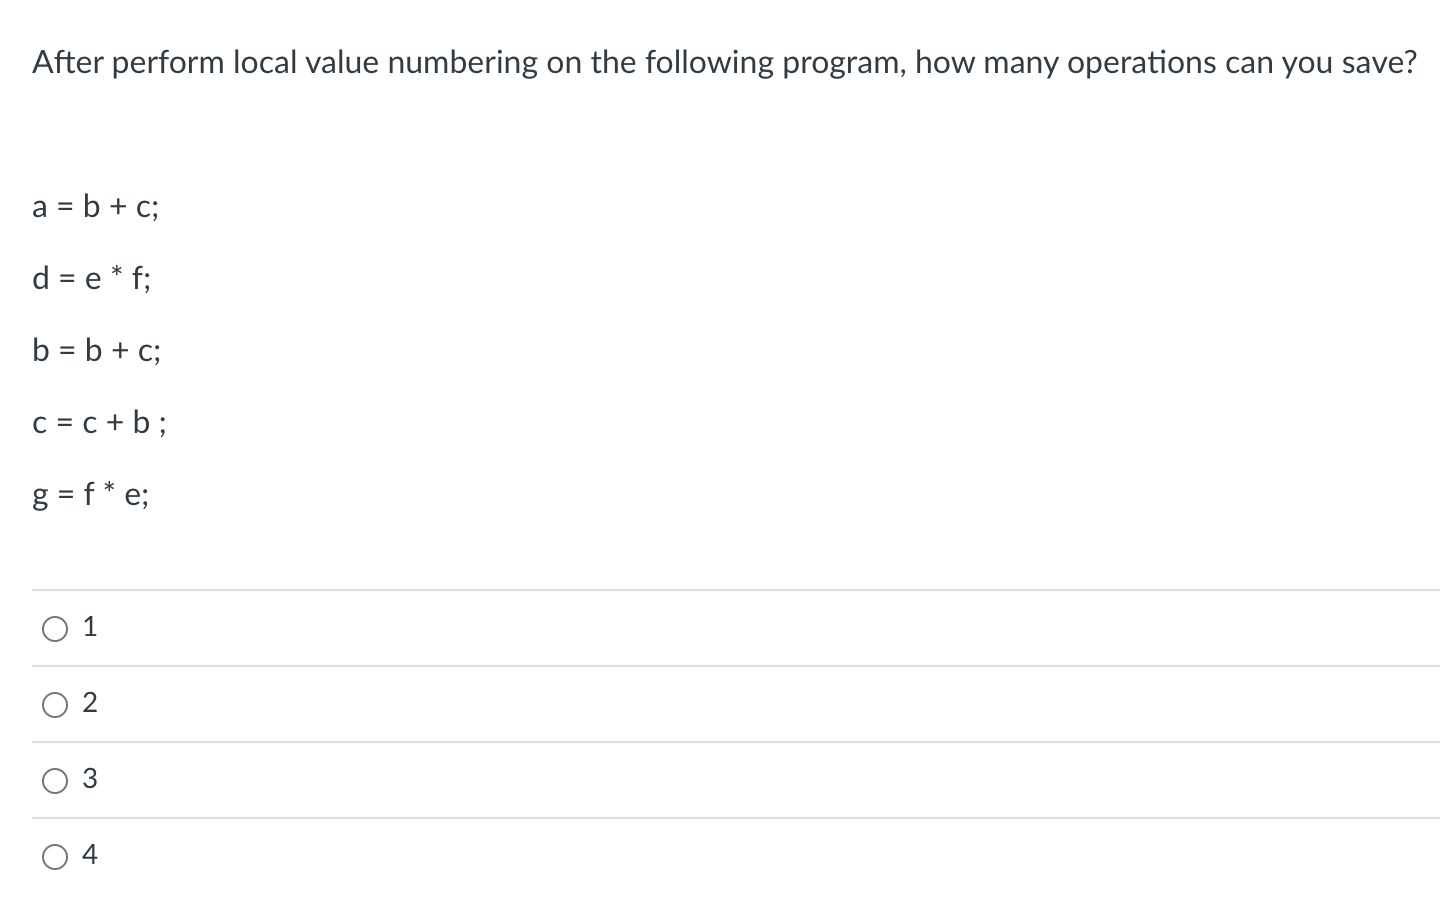 After perform local value numbering on the following program, how many operations can you save?
a = b + c;
d = e * f;
b = b + c;
c = c + b ;
g = f * e;
1
2
3
4